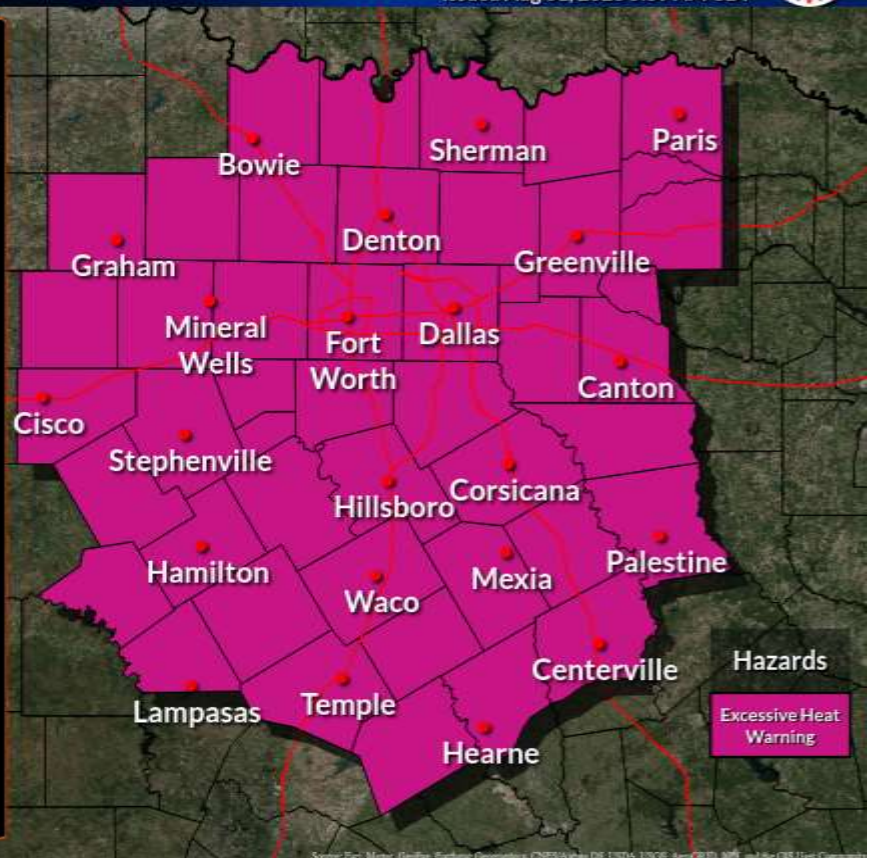 Bowie
Sherman
Paris
Denton
Graham
Greenville
Mineral
Wells
Fort
Worth
Dallas
Canton
Cisco
Stephenville
Hillsboro
Corsicana
Hamilton
Waco
Mexia
Palestine
Lampasas
Temple
Centerville
Hearne
Hazards
Excessive Heat
Warning